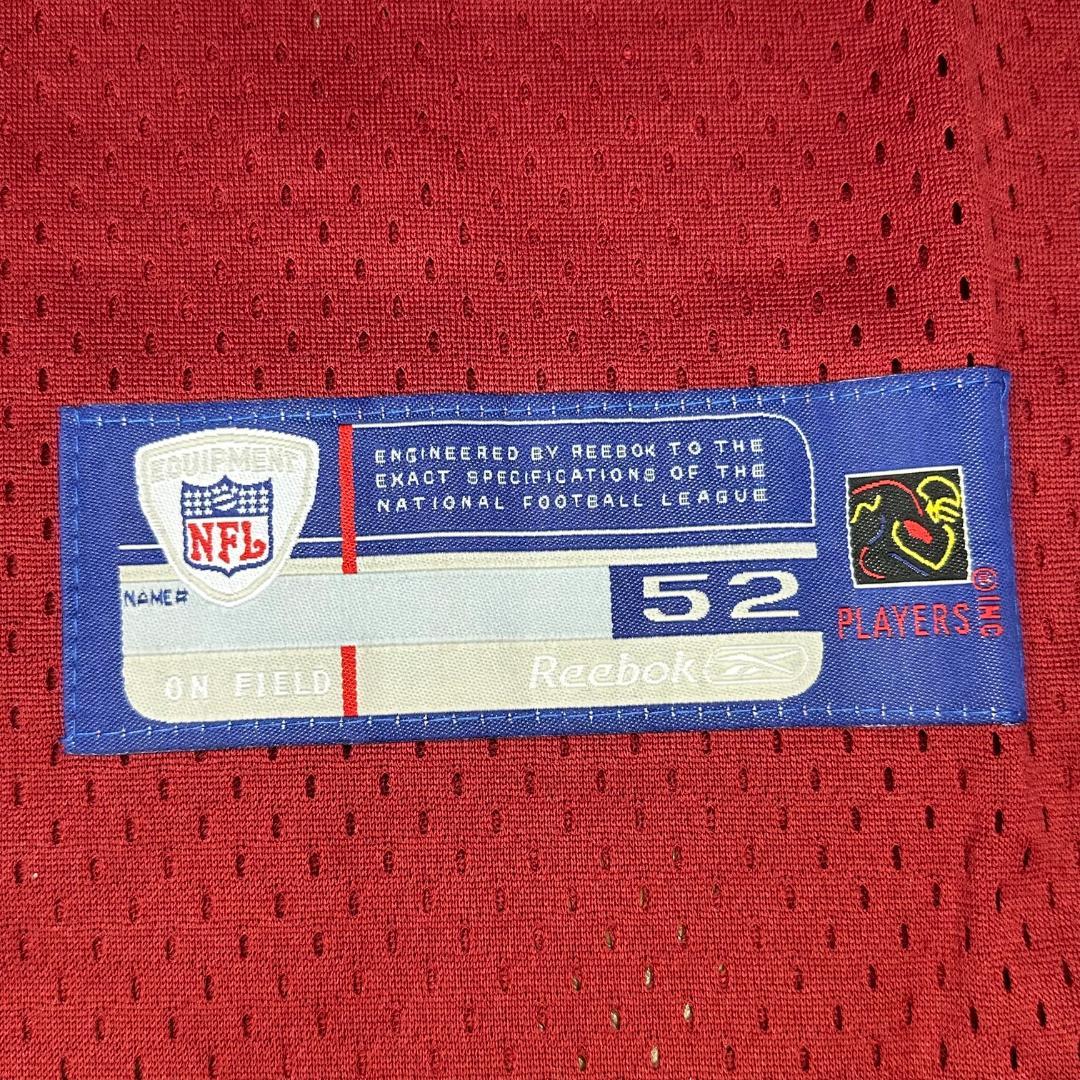 EQUIPMENT
NFL
ENGINEERED BY REEBOK TO THE
EXACT SPECIFICATIONS OF THE
NATIONAL FOOTBALL LEAGUE
NAME#
52
ON FIELD
Reebok
PLAYERS
©INC